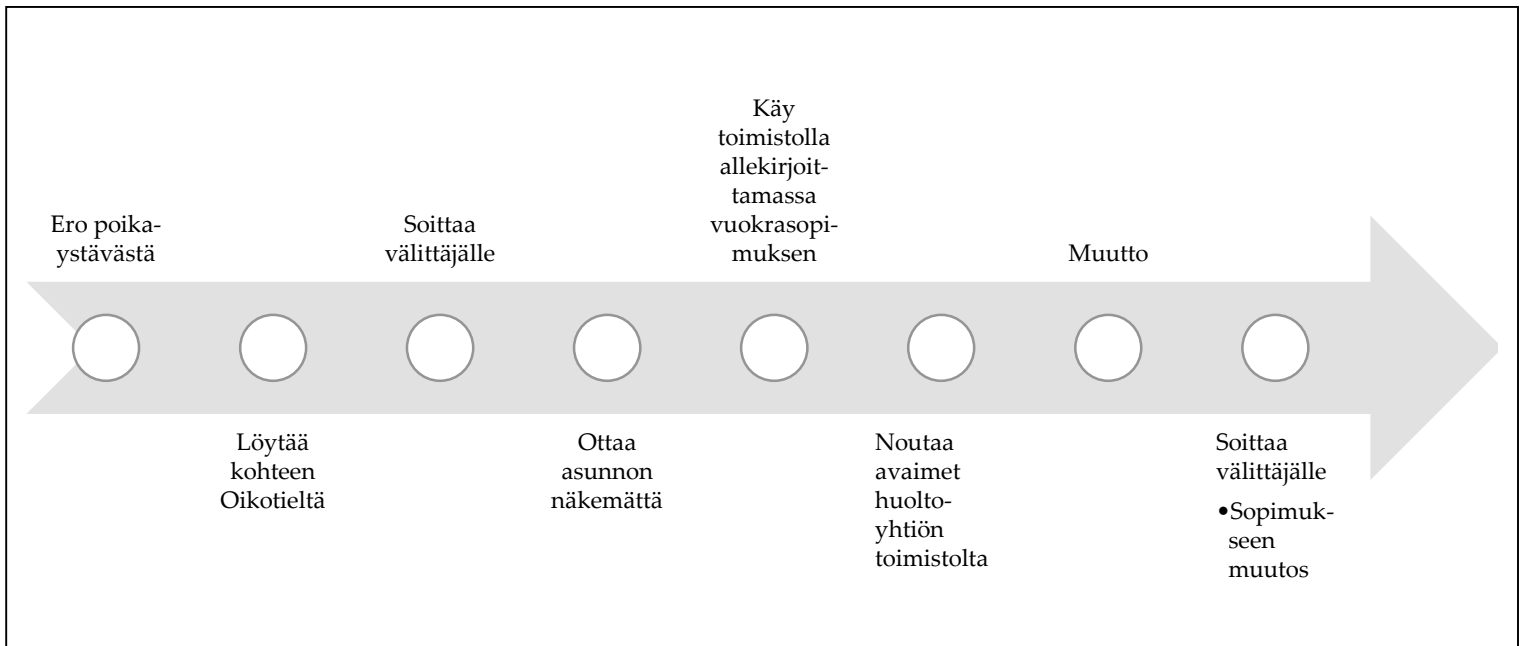 Ero poika-
ystävästä
Löytää
kohteen
Oikotieltä
Soittaa
välittäjälle
Ottaa
asunnon
näkemättä
Käy
toimistolla
allekirjoit-
tamassa
vuokrasopi-
muksen
Noutaa
avaimet
huolto-
yhtiön
toimistolta
Muutto
Soittaa
välittäjälle
•Sopimuk-
seen
muutos